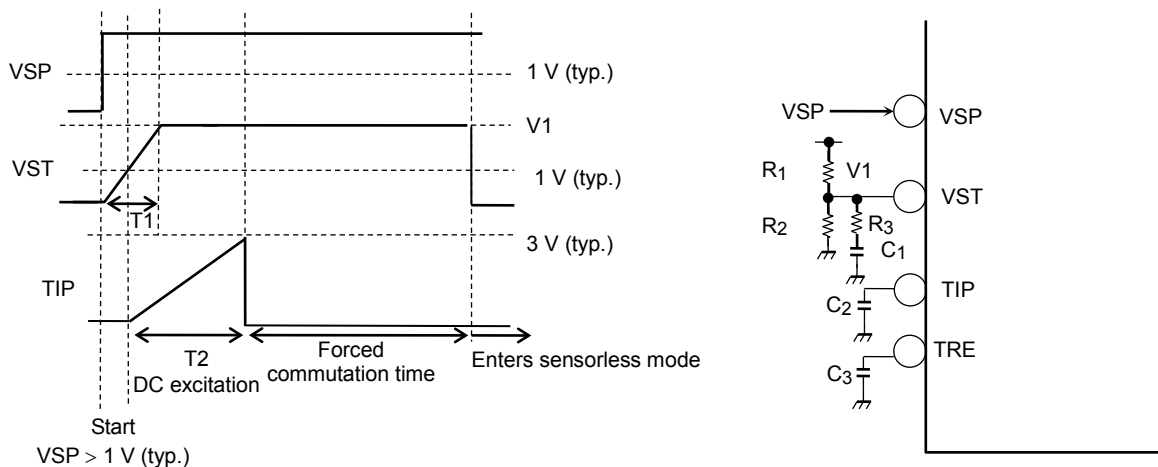 VSP
1 V (typ.)
V1
VST
1 V (typ.)
T1
3 V (typ.)
TIP
T2
DC excitation
Forced
commutation time
Enters sensorless mode
Start
VSP > 1 V (typ.)
VSP
VSP
R1
V1
VST
R2
R3
C1
TIP
C2
TRE
C3